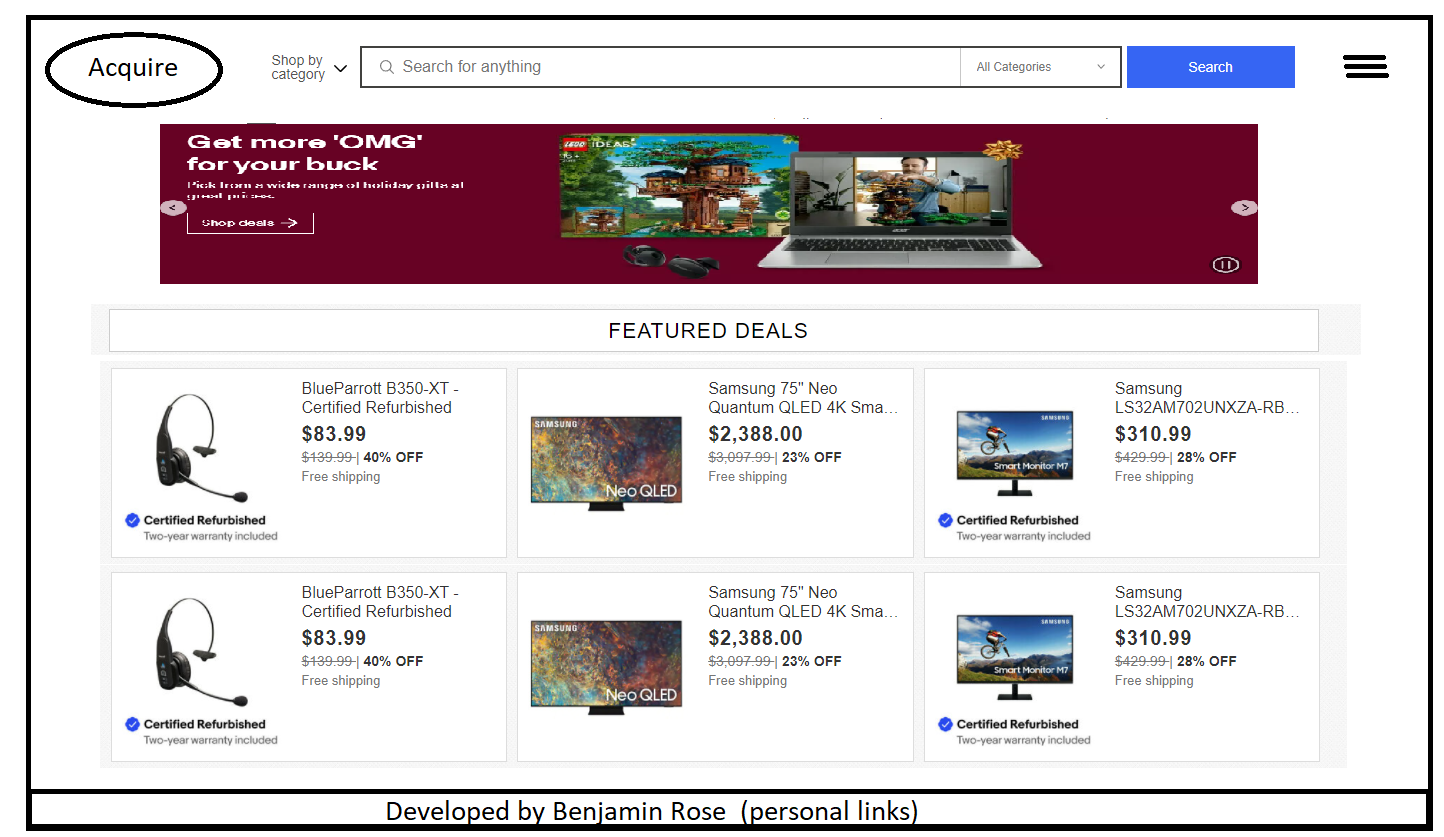 Acquire
Shop by
category
Search for anything
All Categories
Search
Get more 'OMG'
for your buck
Pick from a wide range of holiday gifts at
great prices.
Shop deals
LEGO IDEAS
acer
<
>
FEATURED DEALS
BlueParrott B350-XT -
Certified Refurbished
$83.99
$139.99 | 40% OFF
Free shipping
Certified Refurbished
Two-year warranty included
SAMSUNG
Neo QLED
Samsung 75" Neo
Quantum QLED 4K Sma...
$2,388.00
$3,097.99 | 23% OFF
Free shipping
SAMSUNG
Smart Monitor M7
Samsung
LS32AM702UNXZA-RB...
$310.99
$429.99 | 28% OFF
Free shipping
Certified Refurbished
Two-year warranty included
BlueParrott B350-XT -
Certified Refurbished
$83.99
$139.99 | 40% OFF
Free shipping
Certified Refurbished
Two-year warranty included
SAMSUNG
Neo QLED
Samsung 75" Neo
Quantum QLED 4K Sma...
$2,388.00
$3,097.99 | 23% OFF
Free shipping
SAMSUNG
Smart Monitor M7
Samsung
LS32AM702UNXZA-RB...
$310.99
$429.99 | 28% OFF
Free shipping
Certified Refurbished
Two-year warranty included
Developed by Benjamin Rose (personal links)